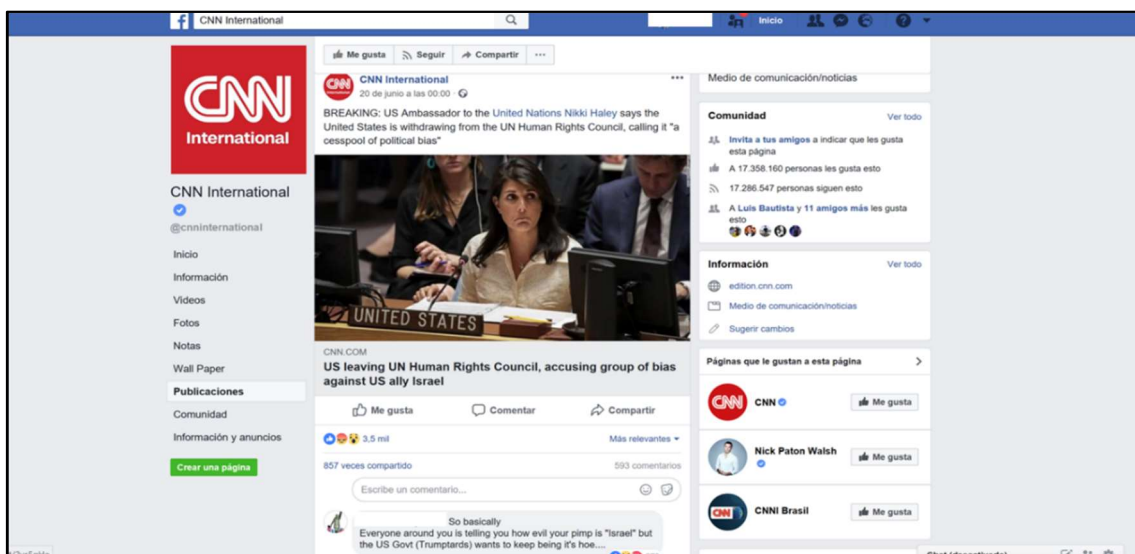 CNN International
Inicio
CNN
International
CNN International
@cnninternational
Inicio
Información
Videos
Fotos
Notas
Wall Paper
Publicaciones
Comunidad
Información y anuncios
Crear una página
Me gusta Seguir Compartir ...
CNN International
20 de junio a las 00:00 ·
BREAKING: US Ambassador to the United Nations Nikki Haley says the
United States is withdrawing from the UN Human Rights Council, calling it "a
cesspool of political bias"
UNITED STATES
CNN.COM
US leaving UN Human Rights Council, accusing group of bias
against US ally Israel
Me gusta Comentar Compartir
3,5 mil Más relevantes
857 veces compartido 593 comentarios
Escribe un comentario...
So basically
Everyone around you is telling you how evil your pimp is "Israel" but
the US Govt (Trumptards) wants to keep being it's hoe....
Medio de comunicación/noticias
Comunidad Ver todo
Invita a tus amigos a indicar que les gusta
esta página
A 17.358.160 personas les gusta esto
17.286.547 personas siguen esto
A Luis Bautista y 11 amigos más les gusta
esto
Información Ver todo
edition.cnn.com
Medio de comunicación/noticias
Sugerir cambios
Páginas que le gustan a esta página
CNN
CNN Me gusta
Nick Paton Walsh
Me gusta
CNN
CNNI Brasil Me gusta